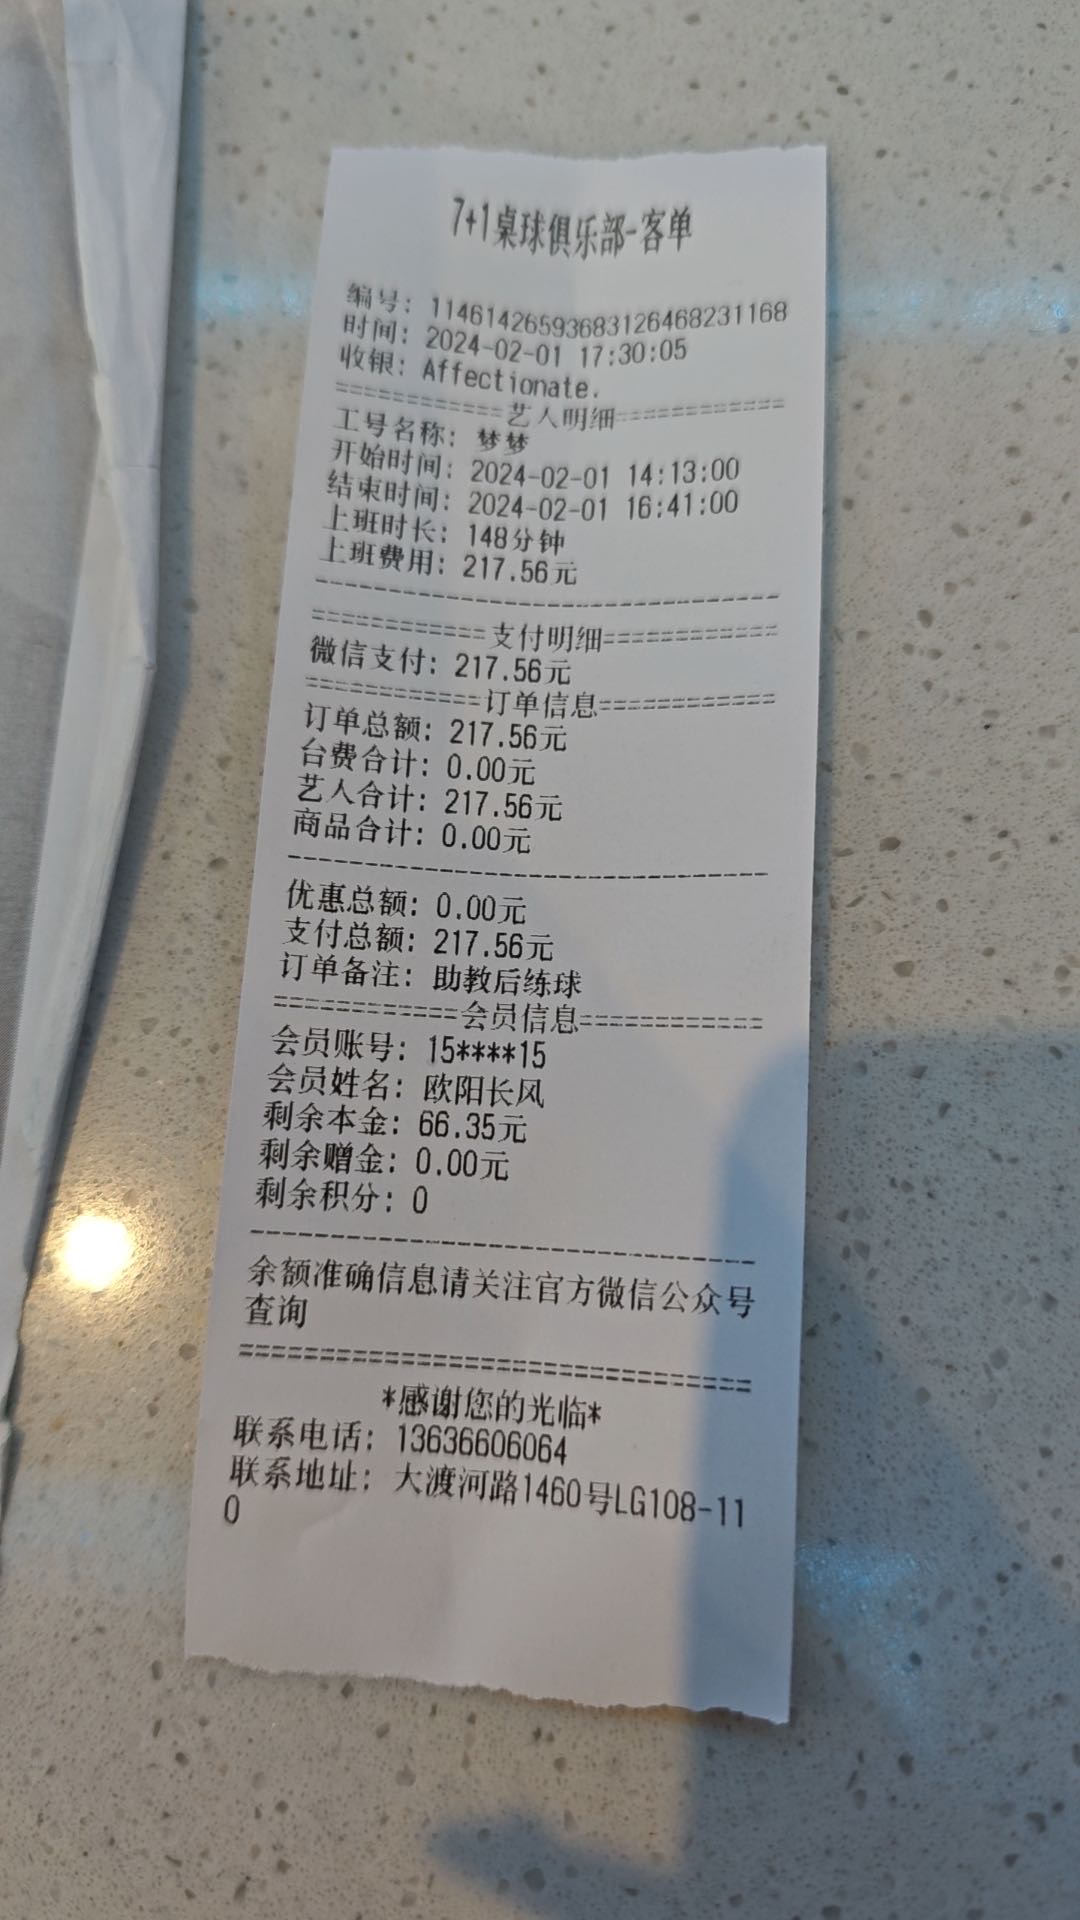 7+1桌球俱乐部-客单
编号: 11461426593683126468231168
时间: 2024-02-01 17:30:05
收银: Affectionate.
===========艺人明细===========
工号名称: 梦梦
开始时间: 2024-02-01 14:13:00
结束时间: 2024-02-01 16:41:00
上班时长: 148分钟
上班费用: 217.56元
--------------------------------
===========支付明细===========
微信支付: 217.56元
===========订单信息===========
订单总额: 217.56元
台费合计: 0.00元
艺人合计: 217.56元
商品合计: 0.00元
--------------------------------
优惠总额: 0.00元
支付总额: 217.56元
订单备注: 助教后练球
===========会员信息===========
会员账号: 15****15
会员姓名: 欧阳长风
剩余本金: 66.35元
剩余赠金: 0.00元
剩余积分: 0
--------------------------------
余额准确信息请关注官方微信公众号
查询
================================
*感谢您的光临*
联系电话: 13636606064
联系地址: 大渡河路1460号LG108-11
0